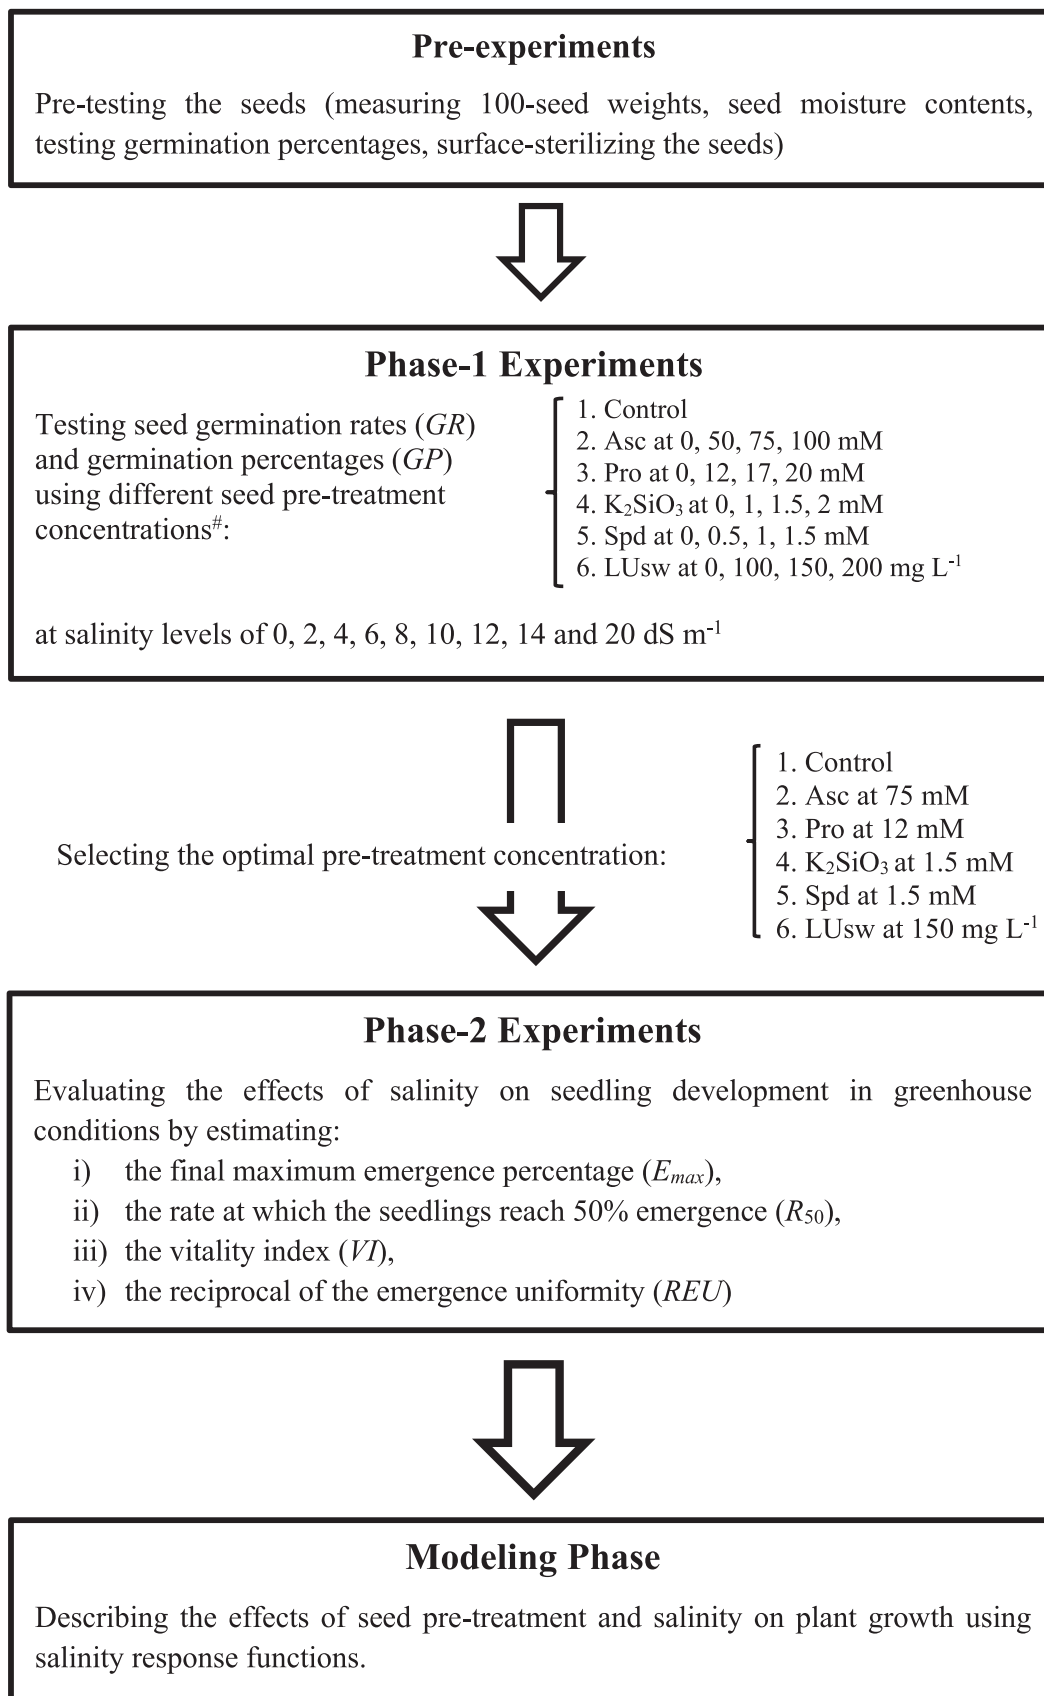 Pre-experiments
Pre-testing the seeds (measuring 100-seed weights, seed moisture contents,
testing germination percentages, surface-sterilizing the seeds)
Phase-1 Experiments
Testing seed germination rates (GR)
and germination percentages (GP)
using different seed pre-treatment
concentrations#:
1. Control
2. Asc at 0, 50, 75, 100 mM
3. Pro at 0, 12, 17, 20 mM
4. K₂SiO₃ at 0, 1, 1.5, 2 mM
5. Spd at 0, 0.5, 1, 1.5 mM
6. LUsw at 0, 100, 150, 200 mg L⁻¹
at salinity levels of 0, 2, 4, 6, 8, 10, 12, 14 and 20 dS m⁻¹
Selecting the optimal pre-treatment concentration:
1. Control
2. Asc at 75 mM
3. Pro at 12 mM
4. K₂SiO₃ at 1.5 mM
5. Spd at 1.5 mM
6. LUsw at 150 mg L⁻¹
Phase-2 Experiments
Evaluating the effects of salinity on seedling development in greenhouse
conditions by estimating:
i) the final maximum emergence percentage (Emax),
ii) the rate at which the seedlings reach 50% emergence (R₅₀),
iii) the vitality index (VI),
iv) the reciprocal of the emergence uniformity (REU)
Modeling Phase
Describing the effects of seed pre-treatment and salinity on plant growth using
salinity response functions.